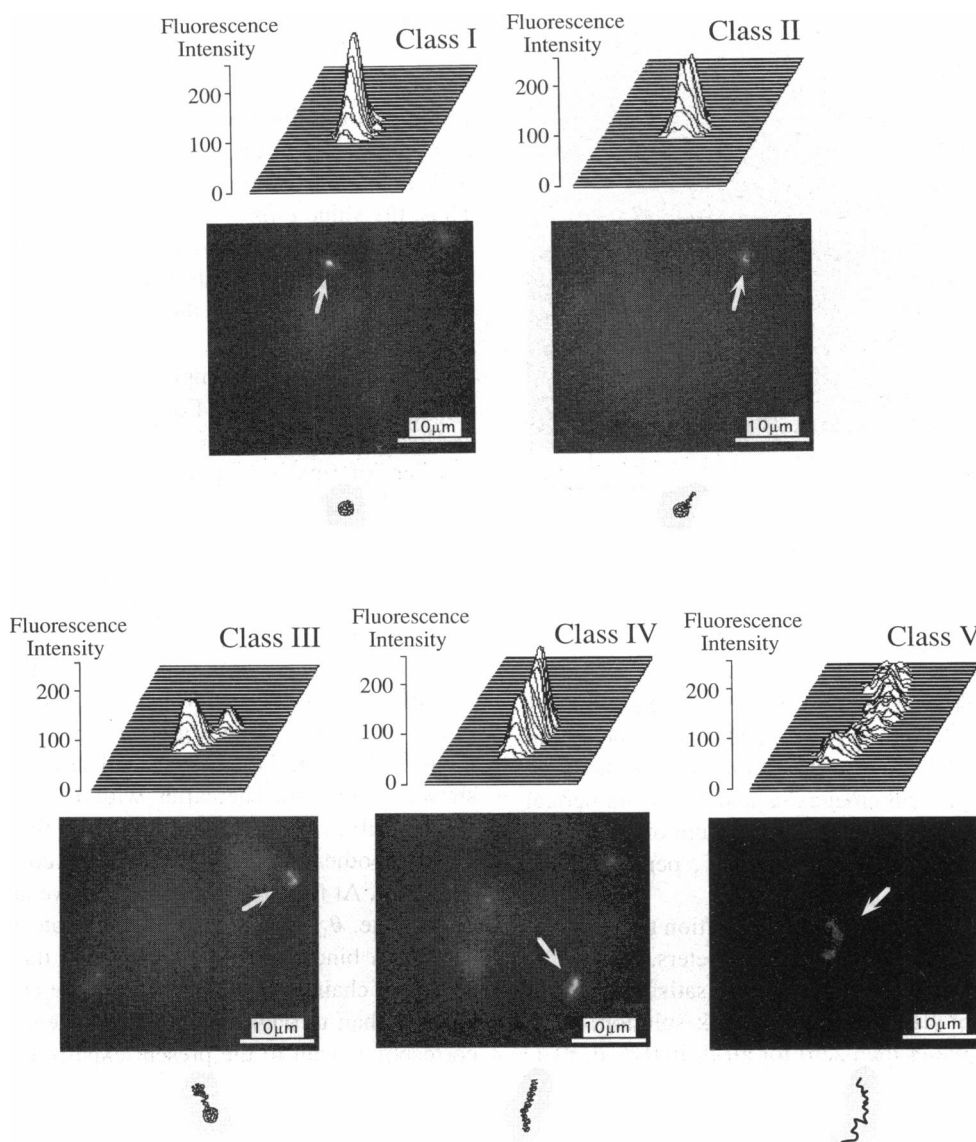 Fluorescence
Intensity
Class I
200
100
0
10μm
Fluorescence
Intensity
Class II
200
100
0
10μm
Fluorescence
Intensity
Class III
200
100
0
10μm
Fluorescence
Intensity
Class IV
200
100
0
10μm
Fluorescence
Intensity
Class V
200
100
0
10μm